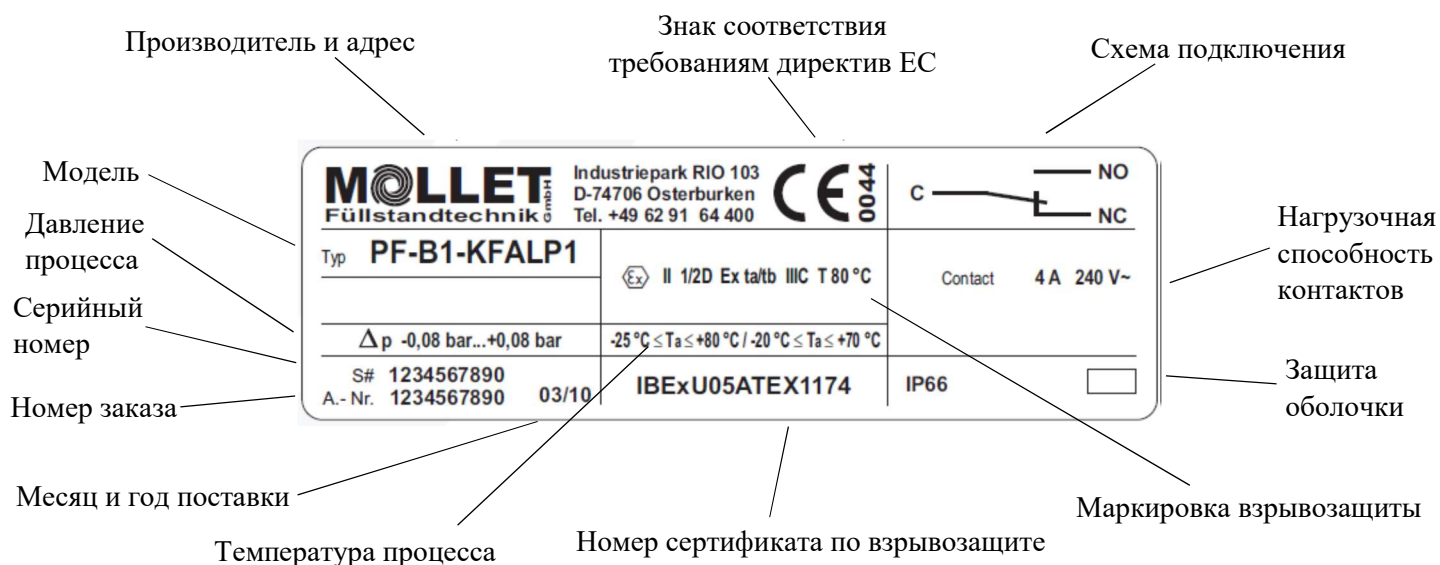 Производитель и адрес
Знак соответствия
требованиям директив ЕС
Схема подключения
Модель
Давление
процесса
Серийный
номер
Номер заказа
Месяц и год поставки
Температура процесса
Номер сертификата по взрывозащите
Маркировка взрывозащиты
Нагрузочная
способность
контактов
Защита
оболочки
MOLLET GmbH
Füllstandtechnik
Industriepark RIO 103
D-74706 Osterburken
Tel. +49 62 91 64 400
CE 0044
C
NO
NC
Typ PF-B1-KFALP1
Ex II 1/2D Ex ta/tb IIIC T 80 °C
Contact 4 A 240 V~
Δp -0,08 bar...+0,08 bar
-25 °C ≤ Ta ≤ +80 °C / -20 °C ≤ Ta ≤ +70 °C
S# 1234567890
A.- Nr. 1234567890 03/10
IBExU05ATEX1174
IP66